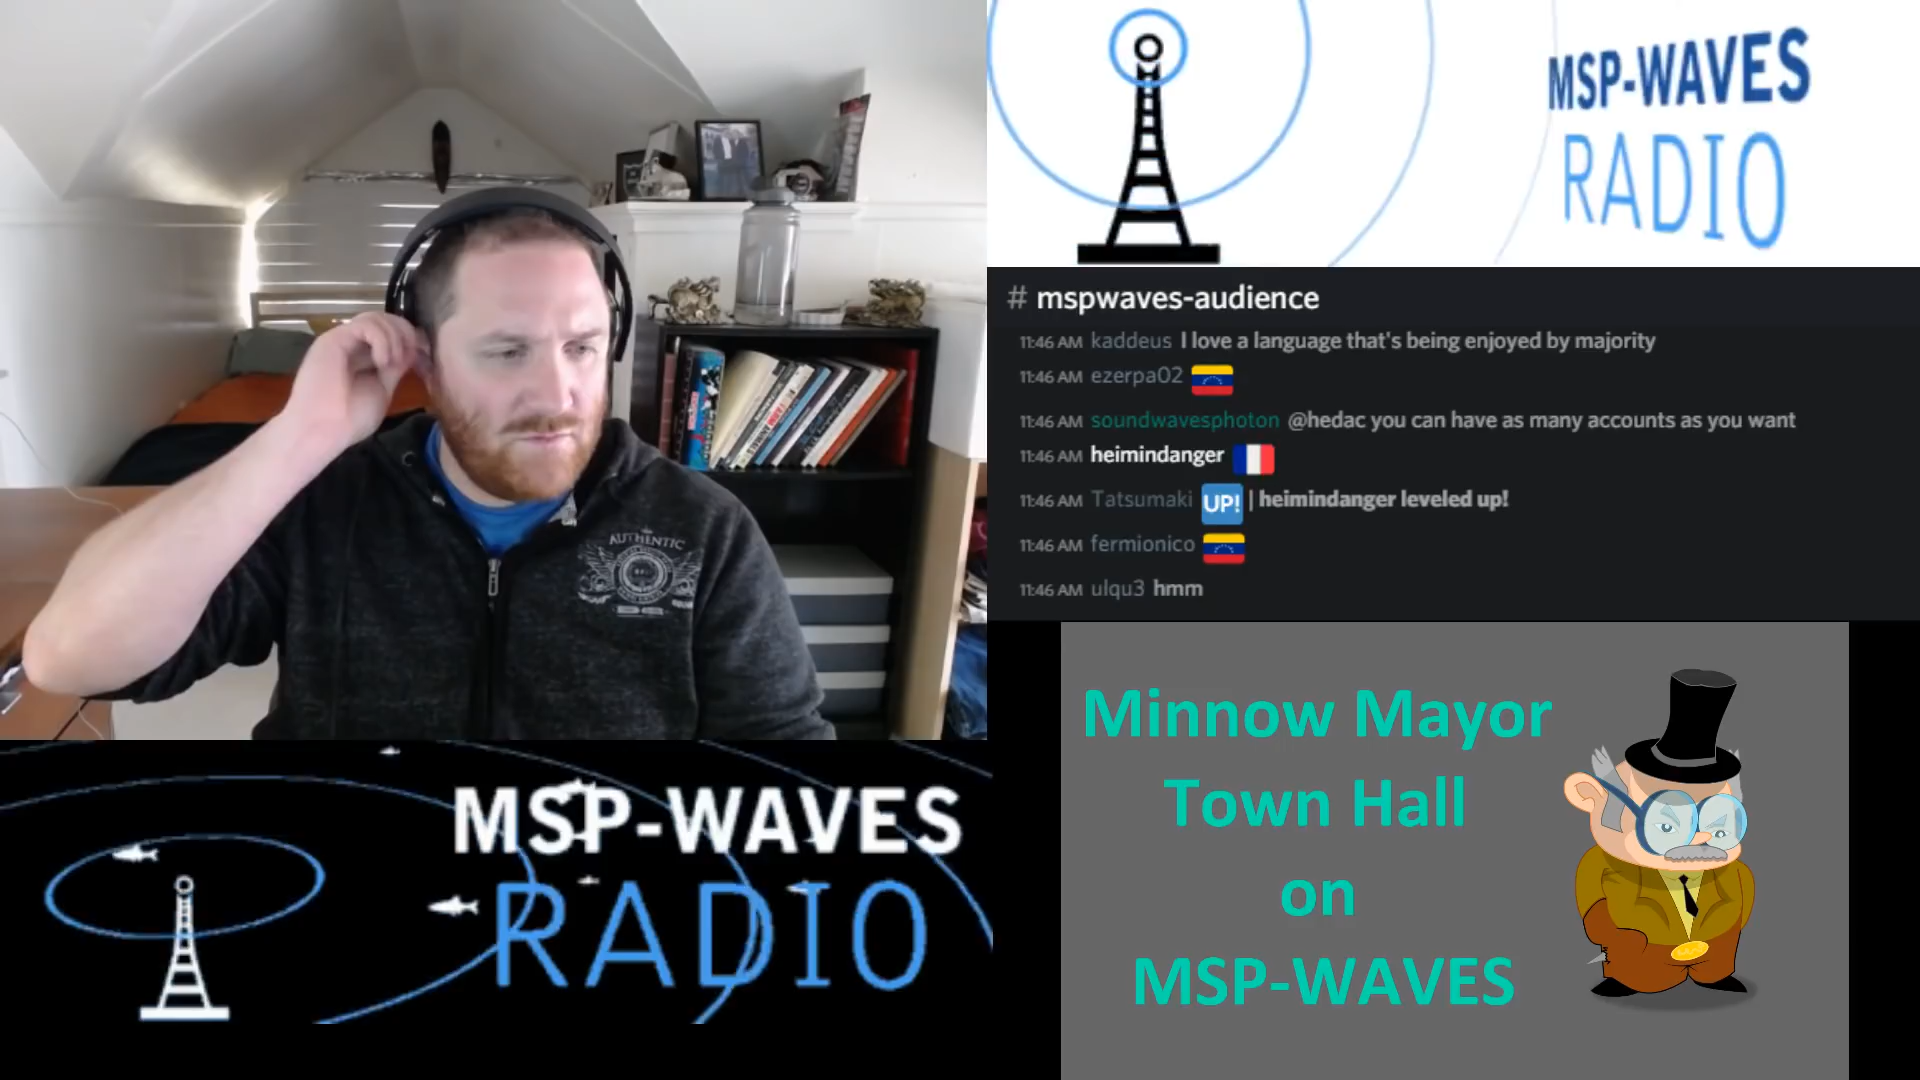 MSP-WAVES
RADIO
# mspwaves-audience
11:46 AM kaddeus I love a language that's being enjoyed by majority
11:46 AM ezerpa02
11:46 AM soundwavesphoton @hedac you can have as many accounts as you want
11:46 AM heimindanger
11:46 AM Tatsumaki UP! | heimindanger leveled up!
11:46 AM fermionico
11:46 AM ulqu3 hmm
AUTHENTIC
MSP-WAVES
RADIO
Minnow Mayor
Town Hall
on
MSP-WAVES